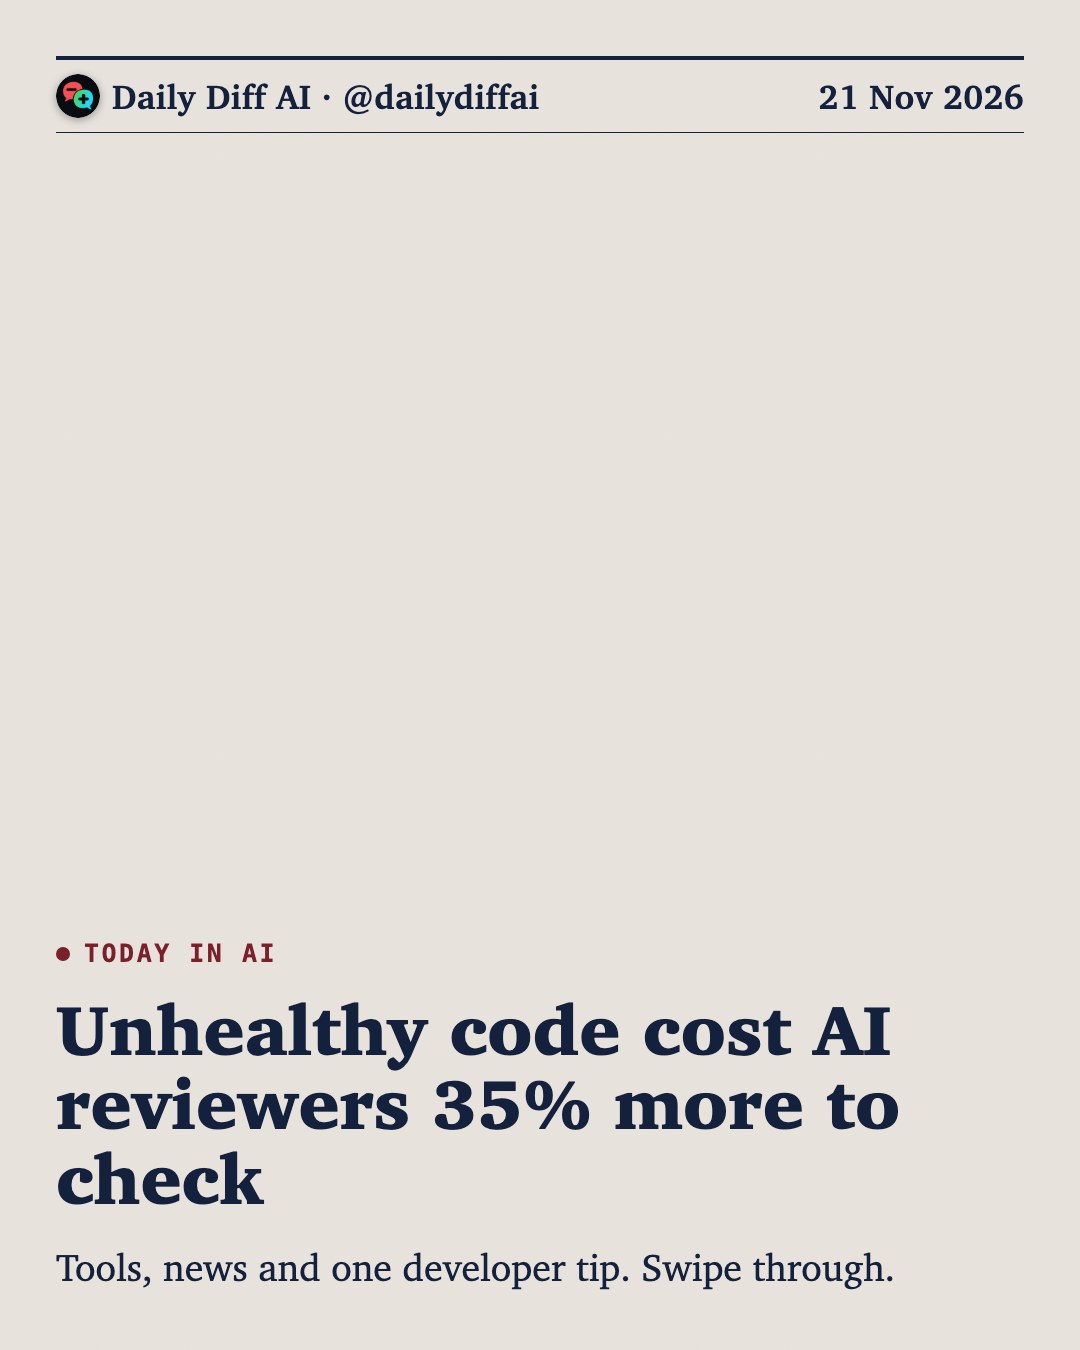 Daily Diff AI · @dailydiffai
21 Nov 2026
TODAY IN AI
Unhealthy code cost AI
reviewers 35% more to
check
Tools, news and one developer tip. Swipe through.